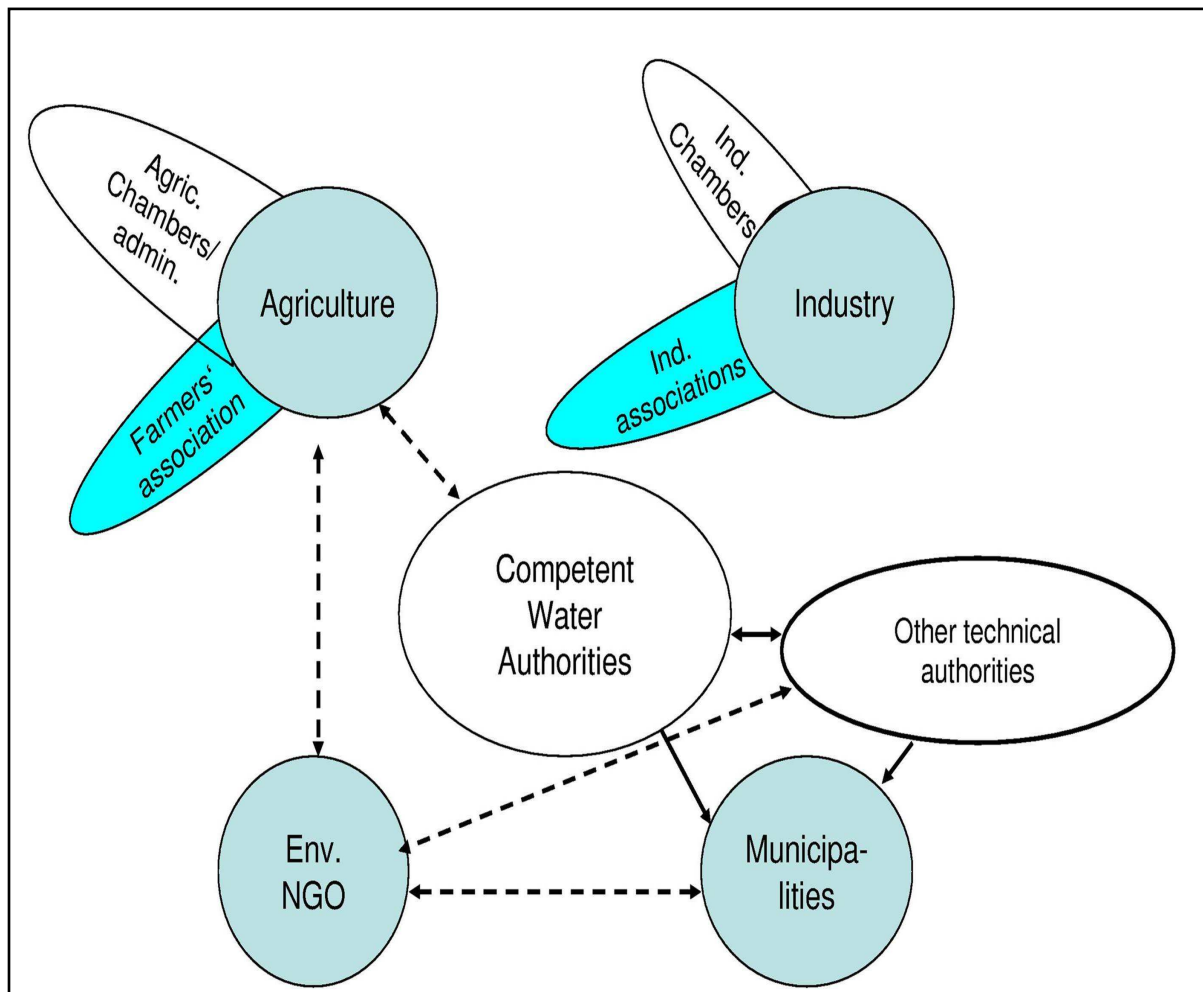 Agric.
Chambers/
admin.
Agriculture
Farmers‘
association
Ind.
Chambers
Industry
Ind.
associations
Competent
Water
Authorities
Other technical
authorities
Env.
NGO
Municipa-
lities